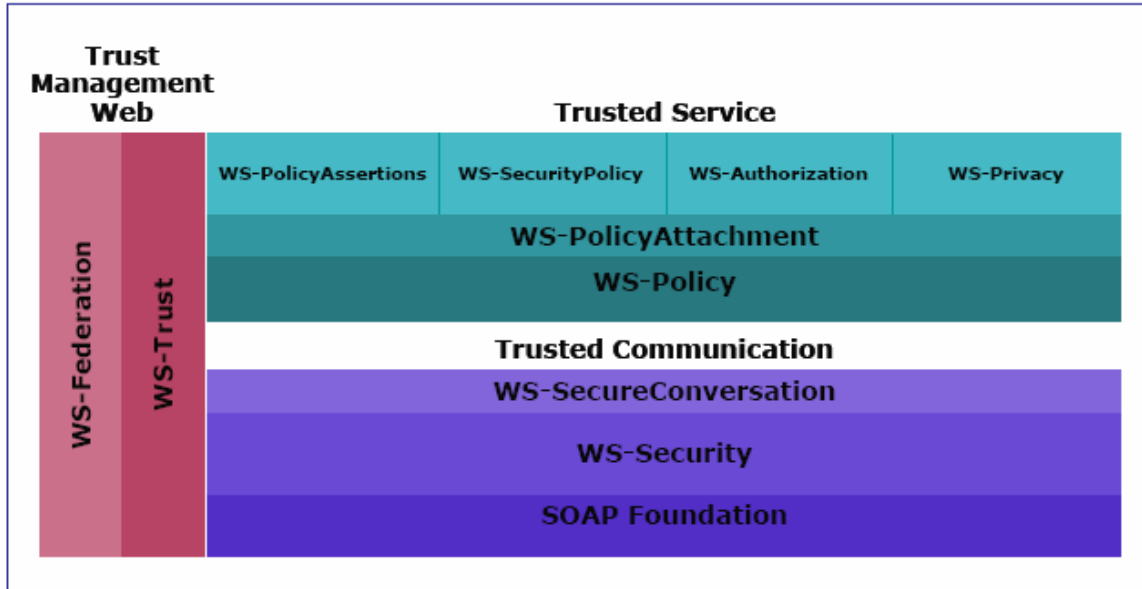 Trust
Management
Web
Trusted Service
WS-Federation
WS-Trust
WS-PolicyAssertions
WS-SecurityPolicy
WS-Authorization
WS-Privacy
WS-PolicyAttachment
WS-Policy
Trusted Communication
WS-SecureConversation
WS-Security
SOAP Foundation